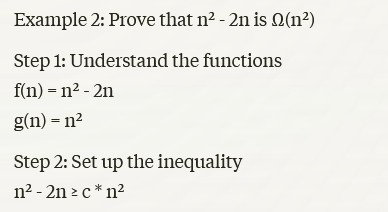 Example 2: Prove that n² - 2n is Ω(n²)
Step 1: Understand the functions
f(n) = n² - 2n
g(n) = n²
Step 2: Set up the inequality
n² - 2n ≥ c * n²